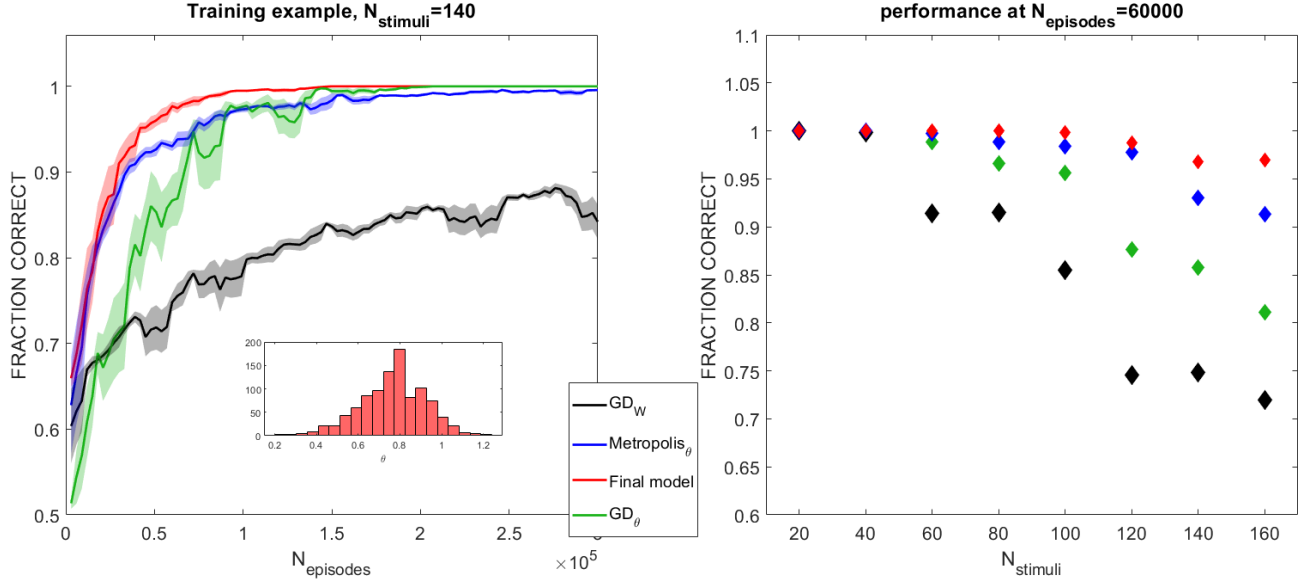 Training example, N_stimuli=140
FRACTION CORRECT
1
0.9
0.8
0.7
0.6
0.5
0 0.5 1 1.5 2 2.5 3
N_episodes
×10^5
200
150
100
50
0
0.2 0.4 0.6 0.8 1 1.2
θ
GD_W
Metropolis_θ
Final model
GD_θ
performance at N_episodes=60000
FRACTION CORRECT
1.1
1.05
1
0.95
0.9
0.85
0.8
0.75
0.7
0.65
0.6
20 40 60 80 100 120 140 160
N_stimuli